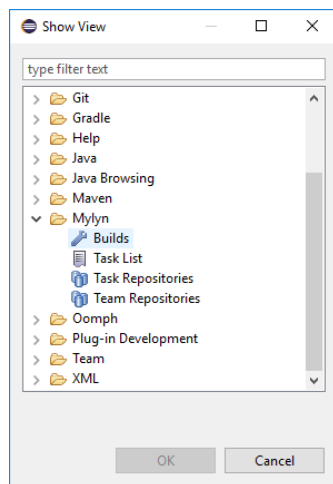 Show View
type filter text
Git
Gradle
Help
Java
Java Browsing
Maven
Mylyn
Builds
Task List
Task Repositories
Team Repositories
Oomph
Plug-in Development
Team
XML
OK Cancel